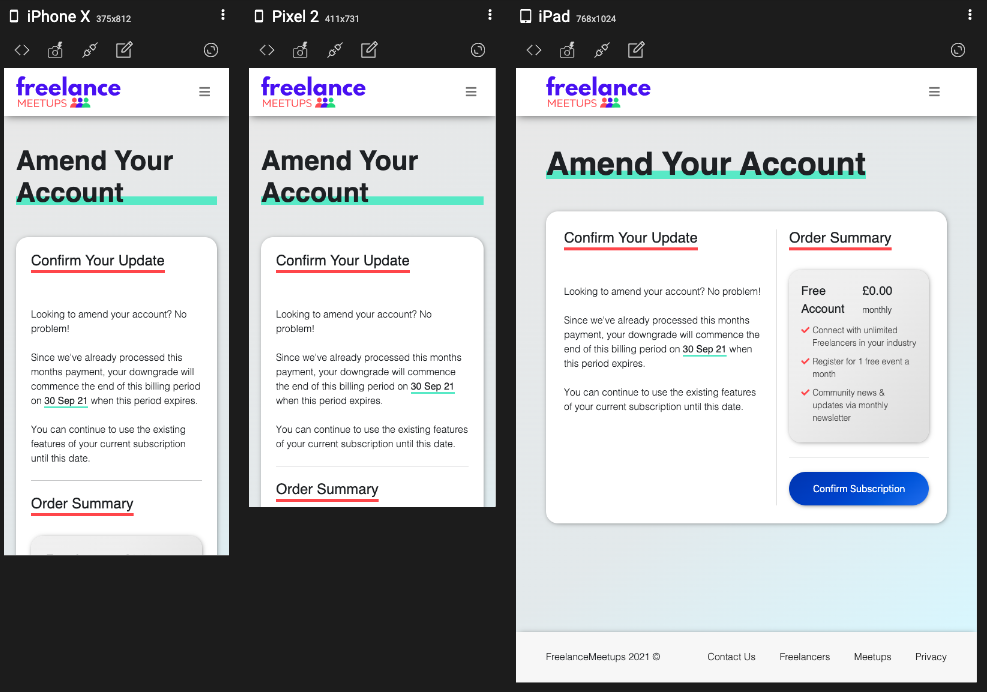 iPhone X 375x812
freelance
MEETUPS
Amend Your
Account
Confirm Your Update
Looking to amend your account? No
problem!
Since we've already processed this
months payment, your downgrade will
commence the end of this billing period
on 30 Sep 21 when this period expires.
You can continue to use the existing
features of your current subscription
until this date.
Order Summary
Pixel 2 411x731
freelance
MEETUPS
Amend Your
Account
Confirm Your Update
Looking to amend your account? No
problem!
Since we've already processed this months
payment, your downgrade will commence
the end of this billing period on 30 Sep 21
when this period expires.
You can continue to use the existing features
of your current subscription until this date.
Order Summary
iPad 768x1024
freelance
MEETUPS
Amend Your Account
Confirm Your Update
Looking to amend your account? No problem!
Since we've already processed this months
payment, your downgrade will commence the
end of this billing period on 30 Sep 21 when
this period expires.
You can continue to use the existing features
of your current subscription until this date.
Order Summary
Free £0.00
Account monthly
Connect with unlimited
Freelancers in your industry
Register for 1 free event a
month
Community news &
updates via monthly
newsletter
Confirm Subscription
FreelanceMeetups 2021 © Contact Us Freelancers Meetups Privacy